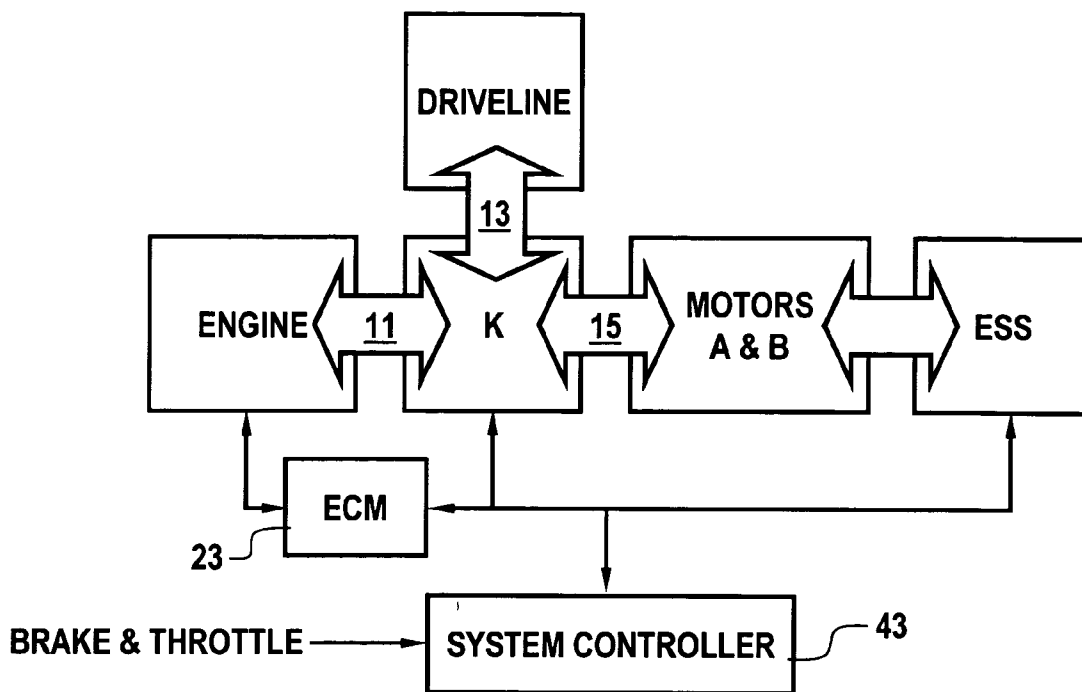 DRIVELINE
13
ENGINE
11
K
15
MOTORS
A & B
ESS
ECM
23
BRAKE & THROTTLE
SYSTEM CONTROLLER
43